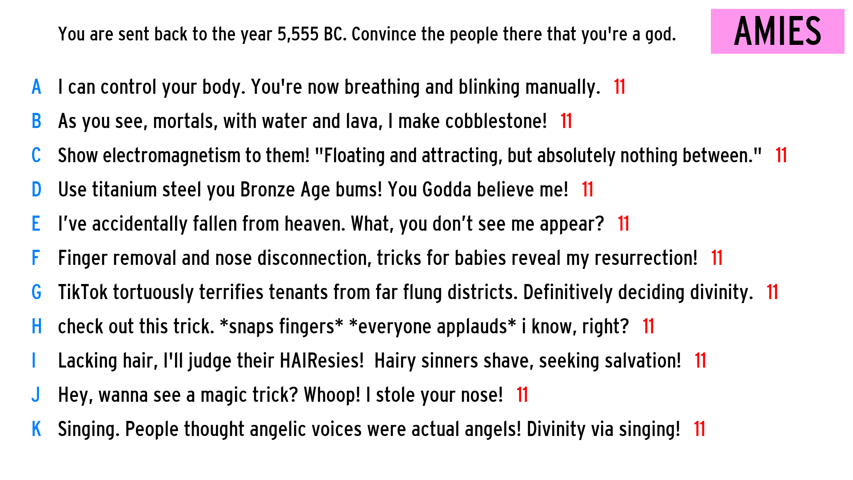 You are sent back to the year 5,555 BC. Convince the people there that you're a god.
AMIES
A I can control your body. You're now breathing and blinking manually. 11
B As you see, mortals, with water and lava, I make cobblestone! 11
C Show electromagnetism to them! "Floating and attracting, but absolutely nothing between." 11
D Use titanium steel you Bronze Age bums! You Godda believe me! 11
E I’ve accidentally fallen from heaven. What, you don’t see me appear? 11
F Finger removal and nose disconnection, tricks for babies reveal my resurrection! 11
G TikTok tortuously terrifies tenants from far flung districts. Definitively deciding divinity. 11
H check out this trick. *snaps fingers* *everyone applauds* i know, right? 11
I Lacking hair, I'll judge their HAIResies!  Hairy sinners shave, seeking salvation! 11
J Hey, wanna see a magic trick? Whoop! I stole your nose! 11
K Singing. People thought angelic voices were actual angels! Divinity via singing! 11